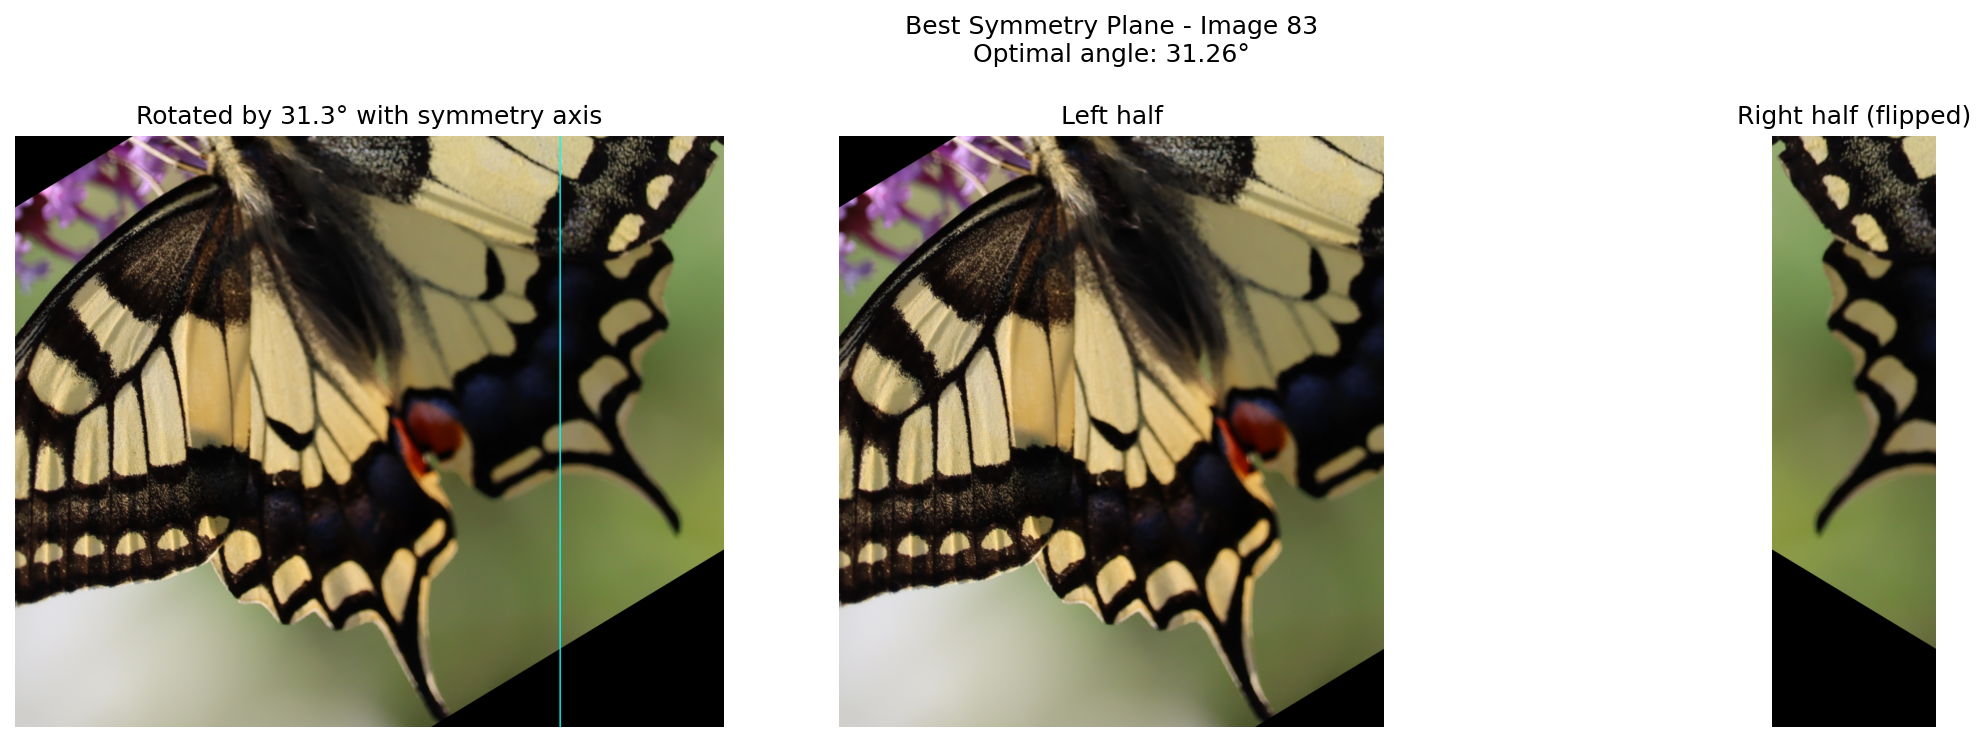 Best Symmetry Plane - Image 83
Optimal angle: 31.26°
Rotated by 31.3° with symmetry axis
Left half
Right half (flipped)